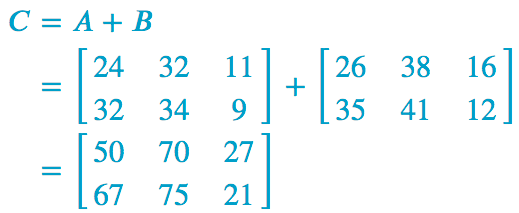 C = A + B
= [ 24 32 11 ] + [ 26 38 16 ]
[ 32 34 9 ] [ 35 41 12 ]
= [ 50 70 27 ]
[ 67 75 21 ]